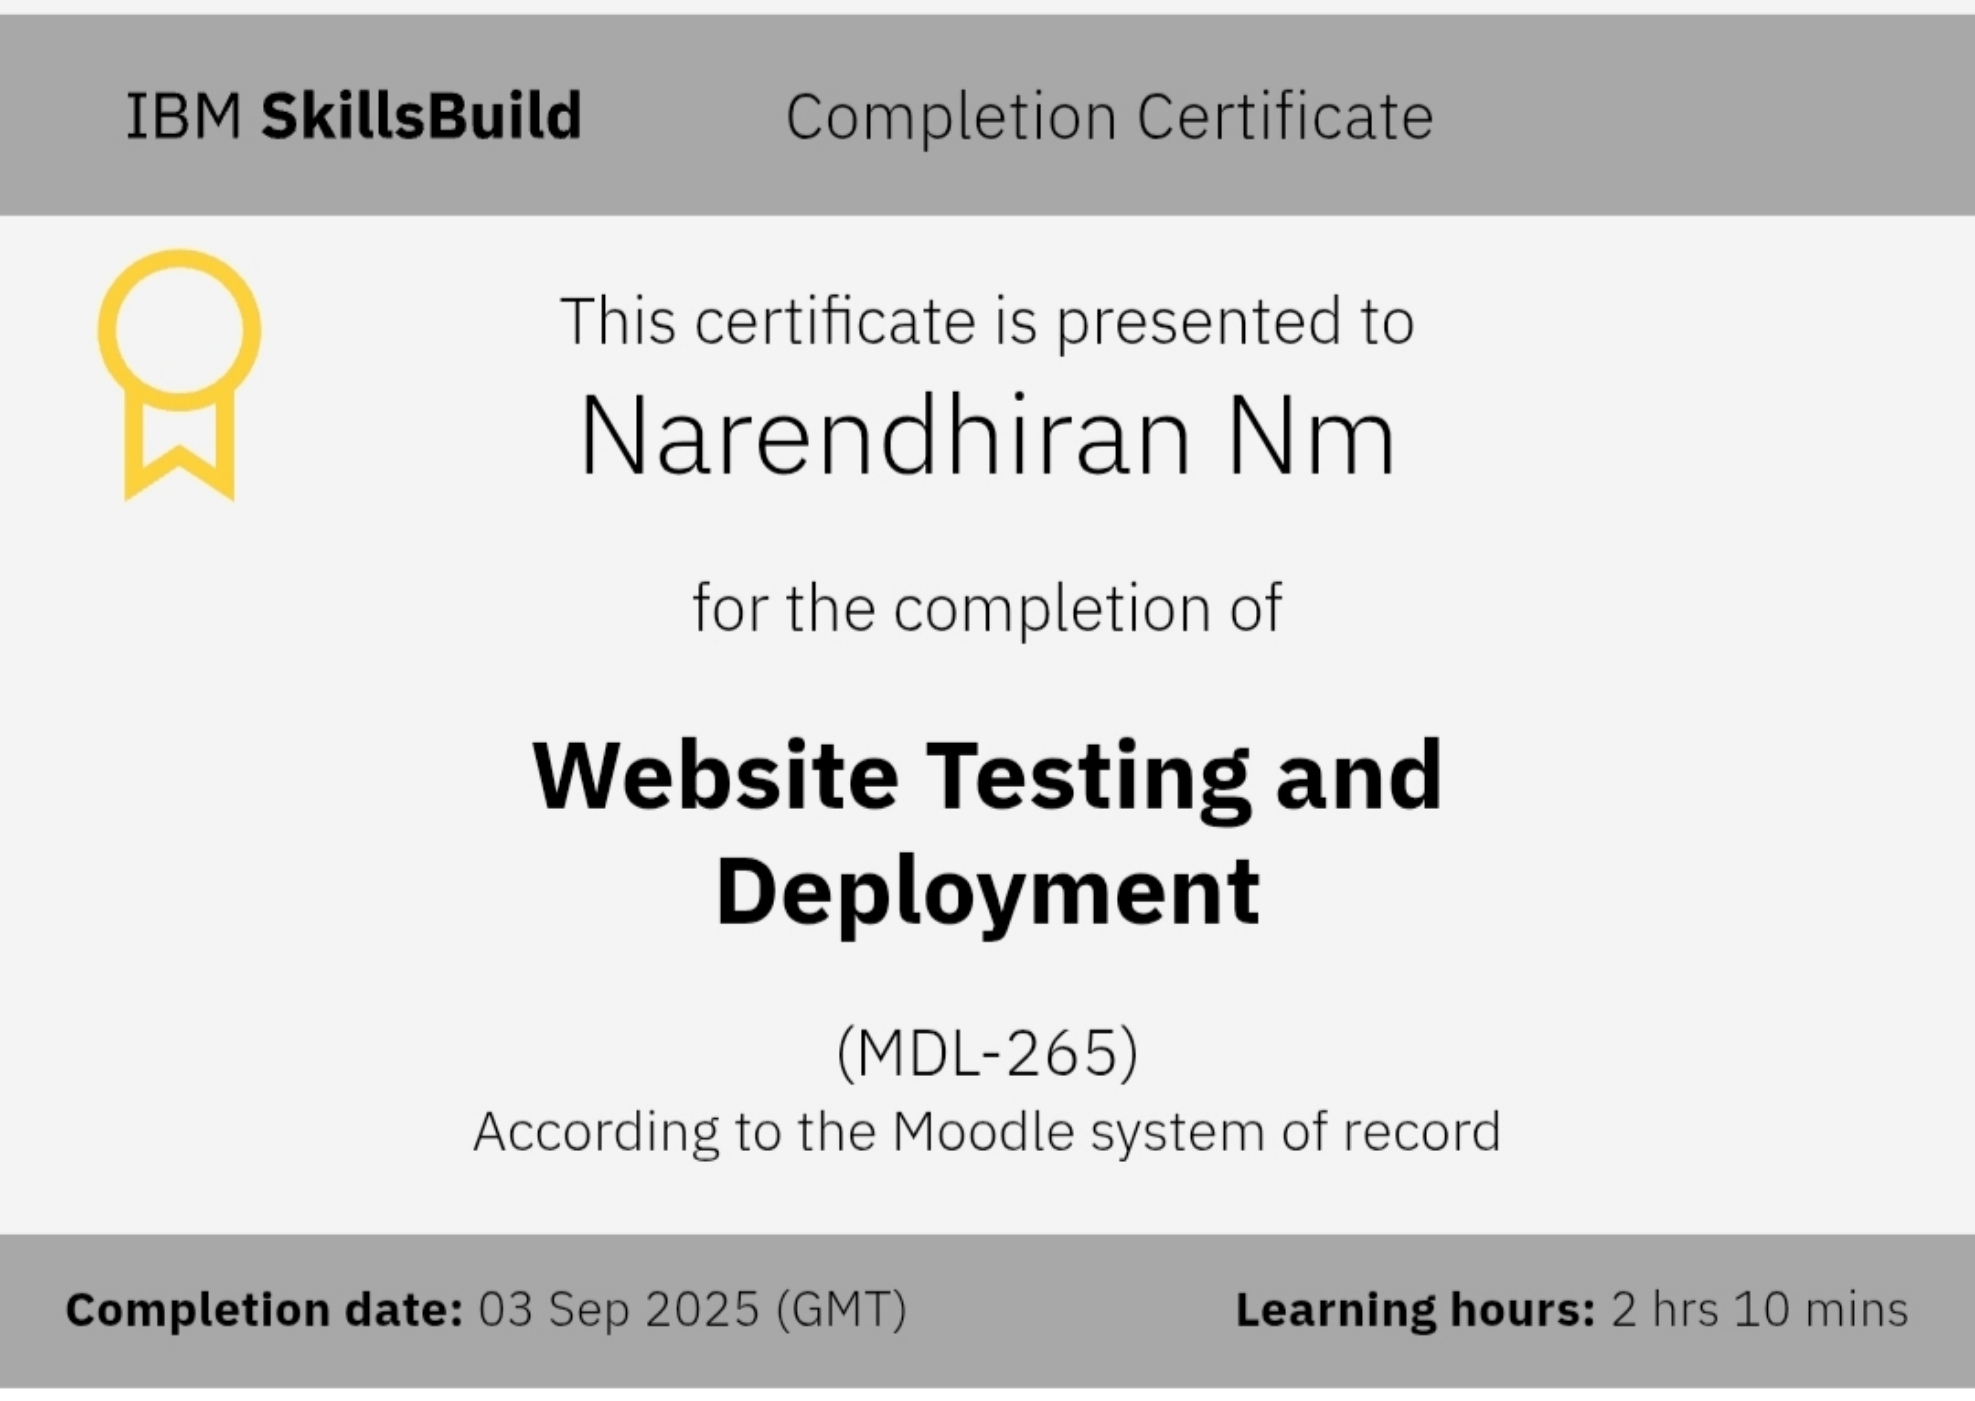 IBM SkillsBuild
Completion Certificate
This certificate is presented to
Narendhiran Nm
for the completion of
Website Testing and
Deployment
(MDL-265)
According to the Moodle system of record
Completion date: 03 Sep 2025 (GMT)
Learning hours: 2 hrs 10 mins